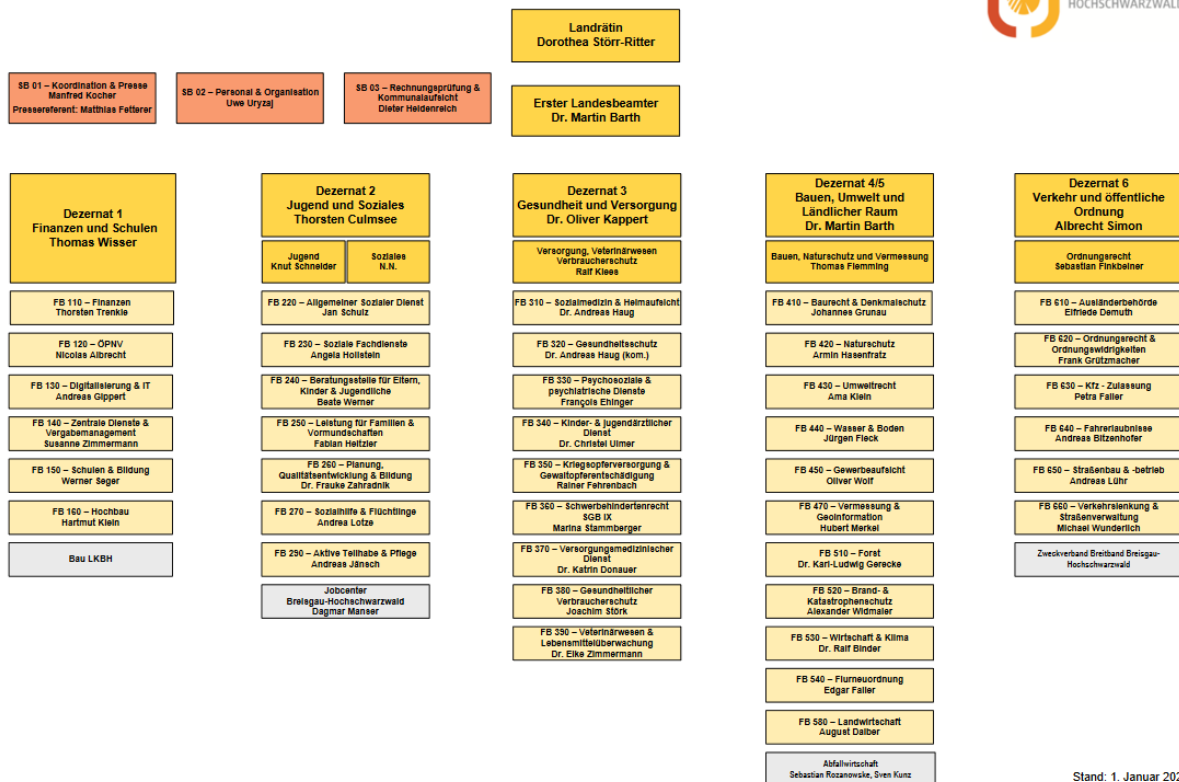 HOCHSCHWARZWALD
Landrätin
Dorothea Störr-Ritter
SB 01 – Koordination & Presse
Manfred Kocher
Pressereferent: Matthias Fetterer
SB 02 – Personal & Organisation
Uwe Uryzaj
SB 03 – Rechnungsprüfung &
Kommunalaufsicht
Dieter Heidenreich
Erster Landesbeamter
Dr. Martin Barth
Dezernat 1
Finanzen und Schulen
Thomas Wisser
FB 110 – Finanzen
Thorsten Trenkle
FB 120 – ÖPNV
Nicolas Albrecht
FB 130 – Digitalisierung & IT
Andreas Gippert
FB 140 – Zentrale Dienste &
Vergabemanagement
Susanne Zimmermann
FB 150 – Schulen & Bildung
Werner Seger
FB 160 – Hochbau
Hartmut Klein
Bau LKBH
Dezernat 2
Jugend und Soziales
Thorsten Culmsee
Jugend
Knut Schneider
Soziales
N.N.
FB 220 – Allgemeiner Sozialer Dienst
Jan Schulz
FB 230 – Soziale Fachdienste
Angela Hollstein
FB 240 – Beratungsstelle für Eltern,
Kinder & Jugendliche
Beate Werner
FB 250 – Leistung für Familien &
Vormundschaften
Fabian Heitzler
FB 260 – Planung,
Qualitätsentwicklung & Bildung
Dr. Frauke Zahradnik
FB 270 – Sozialhilfe & Flüchtlinge
Andrea Lotze
FB 290 – Aktive Teilhabe & Pflege
Andreas Jänsch
Jobcenter
Breisgau-Hochschwarzwald
Dagmar Manser
Dezernat 3
Gesundheit und Versorgung
Dr. Oliver Kappert
Versorgung, Veterinärwesen
Verbraucherschutz
Ralf Klees
FB 310 – Sozialmedizin & Heimaufsicht
Dr. Andreas Haug
FB 320 – Gesundheitsschutz
Dr. Andreas Haug (kom.)
FB 330 – Psychosoziale &
psychiatrische Dienste
François Ehinger
FB 340 – Kinder- & jugendärztlicher
Dienst
Dr. Christel Ulmer
FB 350 – Kriegsopferversorgung &
Gewaltopferentschädigung
Rainer Fehrenbach
FB 360 – Schwerbehindertenrecht
SGB IX
Marina Stammberger
FB 370 – Versorgungsmedizinischer
Dienst
Dr. Katrin Donauer
FB 380 – Gesundheitlicher
Verbraucherschutz
Joachim Störk
FB 390 – Veterinärwesen &
Lebensmittelüberwachung
Dr. Elke Zimmermann
Dezernat 4/5
Bauen, Umwelt und
Ländlicher Raum
Dr. Martin Barth
Bauen, Naturschutz und Vermessung
Thomas Flemming
FB 410 – Baurecht & Denkmalschutz
Johannes Grunau
FB 420 – Naturschutz
Armin Hasenfratz
FB 430 – Umweltrecht
Ama Klein
FB 440 – Wasser & Boden
Jürgen Fleck
FB 450 – Gewerbeaufsicht
Oliver Wolf
FB 470 – Vermessung &
Geoinformation
Hubert Merkel
FB 510 – Forst
Dr. Karl-Ludwig Gerecke
FB 520 – Brand- &
Katastrophenschutz
Alexander Widmaier
FB 530 – Wirtschaft & Klima
Dr. Ralf Binder
FB 540 – Flurneuordnung
Edgar Faller
FB 580 – Landwirtschaft
August Daiber
Abfallwirtschaft
Sebastian Rozanowske, Sven Kunz
Dezernat 6
Verkehr und öffentliche
Ordnung
Albrecht Simon
Ordnungsrecht
Sebastian Finkbeiner
FB 610 – Ausländerbehörde
Elfriede Demuth
FB 620 – Ordnungsrecht &
Ordnungswidrigkeiten
Frank Grützmacher
FB 630 – Kfz - Zulassung
Petra Faller
FB 640 – Fahrerlaubnisse
Andreas Bitzenhofer
FB 650 – Straßenbau & -betrieb
Andreas Lühr
FB 660 – Verkehrslenkung &
Straßenverwaltung
Michael Wunderlich
Zweckverband Breitband Breisgau-
Hochschwarzwald
Stand: 1. Januar 202